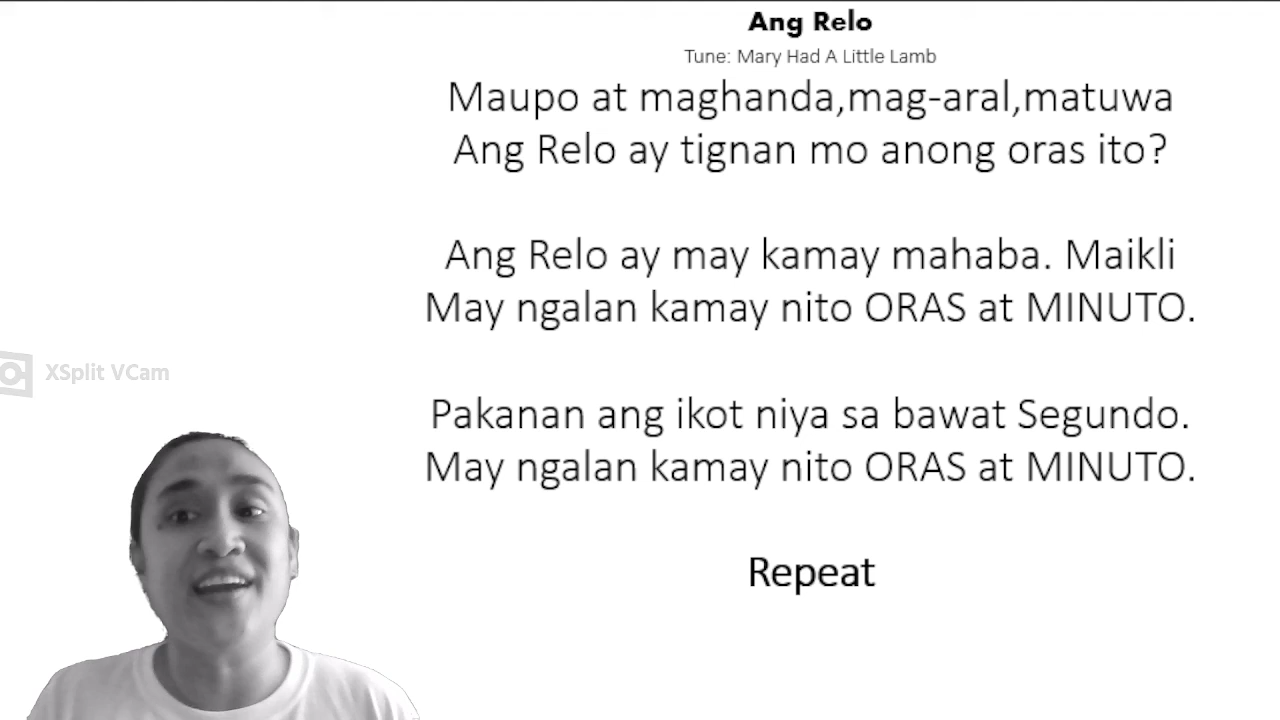 Ang Relo
Tune: Mary Had A Little Lamb
Maupo at maghanda,mag-aral,matuwa
Ang Relo ay tignan mo anong oras ito?
Ang Relo ay may kamay mahaba. Maikli
May ngalan kamay nito ORAS at MINUTO.
Pakanan ang ikot niya sa bawat Segundo.
May ngalan kamay nito ORAS at MINUTO.
Repeat
XSplit VCam